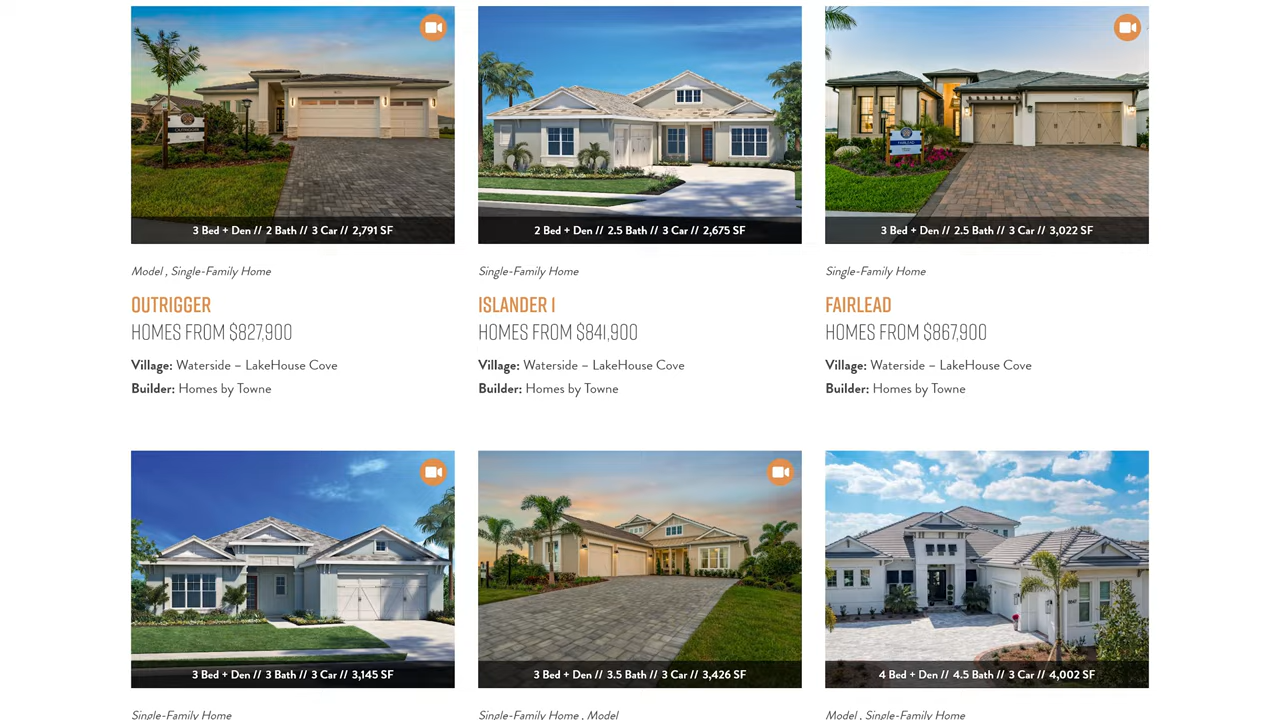 3 Bed + Den // 2 Bath // 3 Car // 2,791 SF
2 Bed + Den // 2.5 Bath // 3 Car // 2,675 SF
3 Bed + Den // 2.5 Bath // 3 Car // 3,022 SF
Model , Single-Family Home
Single-Family Home
Single-Family Home
OUTRIGGER
ISLANDER I
FAIRLEAD
HOMES FROM $827,900
HOMES FROM $841,900
HOMES FROM $867,900
Village: Waterside – LakeHouse Cove
Village: Waterside – LakeHouse Cove
Village: Waterside – LakeHouse Cove
Builder: Homes by Towne
Builder: Homes by Towne
Builder: Homes by Towne
3 Bed + Den // 3 Bath // 3 Car // 3,145 SF
3 Bed + Den // 3.5 Bath // 3 Car // 3,426 SF
4 Bed + Den // 4.5 Bath // 3 Car // 4,002 SF
Single-Family Home
Single-Family Home , Model
Model , Single-Family Home